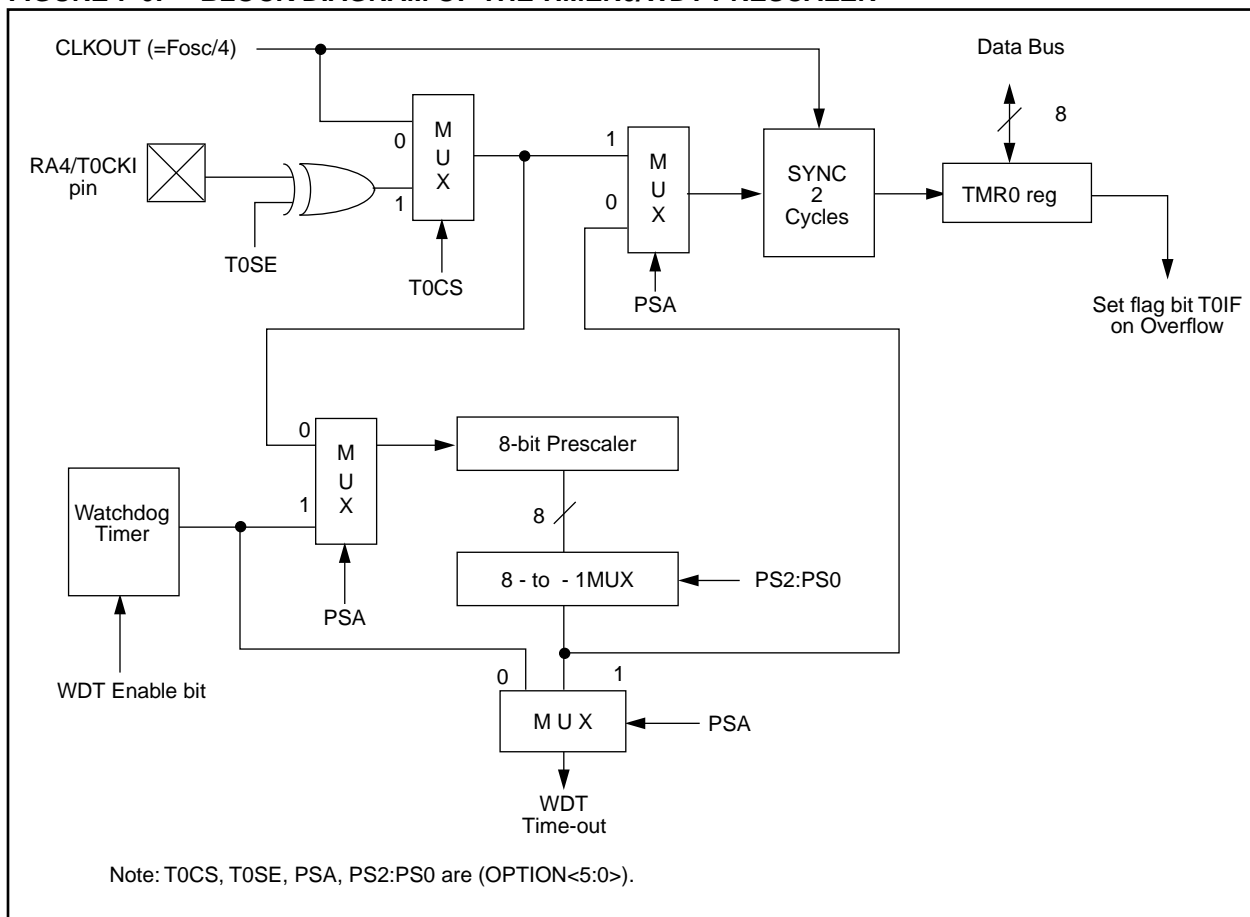 CLKOUT (=Fosc/4)
Data Bus
8
M
U
X
0
1
RA4/T0CKI
pin
T0SE
T0CS
1
0
M
U
X
PSA
SYNC
2
Cycles
TMR0 reg
Set flag bit T0IF
on Overflow
0
1
M
U
X
8-bit Prescaler
Watchdog
Timer
8
PSA
8 - to - 1MUX
PS2:PS0
WDT Enable bit
0
1
M U X
PSA
WDT
Time-out
Note: T0CS, T0SE, PSA, PS2:PS0 are (OPTION<5:0>).